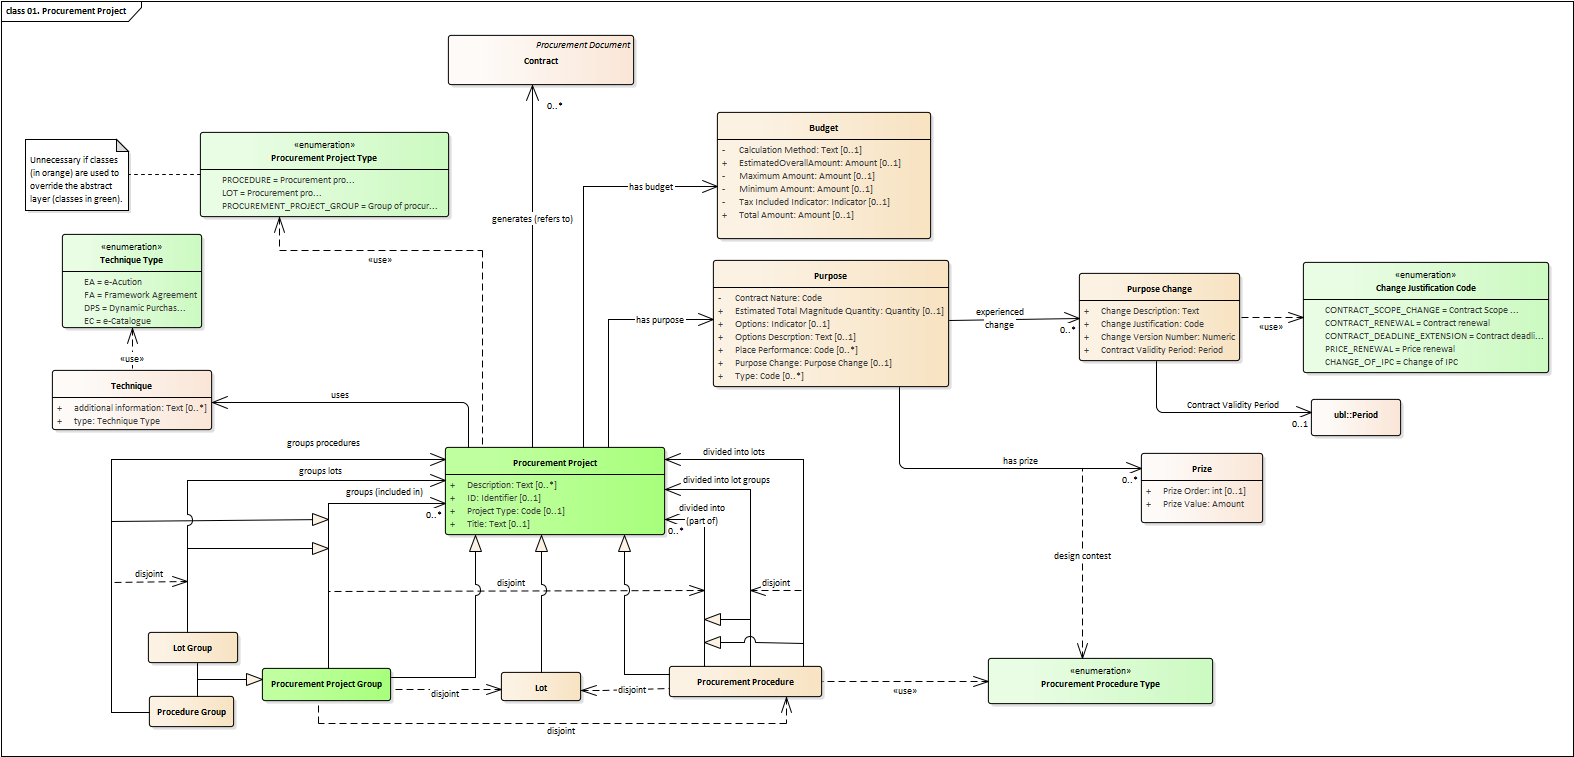 class 01. Procurement Project
Procurement Document
Contract
0..*
Budget
- Calculation Method: Text [0..1]
+ EstimatedOverallAmount: Amount [0..1]
- Maximum Amount: Amount [0..1]
- Minimum Amount: Amount [0..1]
- Tax Included Indicator: Indicator [0..1]
+ Total Amount: Amount [0..1]
«enumeration»
Procurement Project Type
PROCEDURE = Procurement pro...
LOT = Procurement pro...
PROCUREMENT_PROJECT_GROUP = Group of procur...
Unnecessary if classes
(in orange) are used to
override the abstract
layer (classes in green).
has budget
generates (refers to)
«use»
«enumeration»
Technique Type
EA = e-Acution
FA = Framework Agreement
DPS = Dynamic Purchas...
EC = e-Catalogue
«use»
Purpose
- Contract Nature: Code
+ Estimated Total Magnitude Quantity: Quantity [0..1]
+ Options: Indicator [0..1]
+ Options Descrption: Text [0..1]
+ Place Performance: Code [0..*]
+ Purpose Change: Purpose Change [0..1]
+ Type: Code [0..*]
has purpose
experienced
change
0..*
Purpose Change
+ Change Description: Text
+ Change Justification: Code
+ Change Version Number: Numeric
+ Contract Validity Period: Period
«use»
«enumeration»
Change Justification Code
CONTRACT_SCOPE_CHANGE = Contract Scope ...
CONTRACT_RENEWAL = Contract renewal
CONTRACT_DEADLINE_EXTENSION = Contract deadli...
PRICE_RENEWAL = Price renewal
CHANGE_OF_IPC = Change of IPC
Technique
+ additional information: Text [0..*]
+ type: Technique Type
uses
Contract Validity Period
0..1
ubl::Period
groups procedures
groups lots
groups (included in)
0..*
Procurement Project
+ Description: Text [0..*]
+ ID: Identifier [0..1]
+ Project Type: Code [0..1]
+ Title: Text [0..1]
divided into lots
divided into lot groups
divided into
(part of)
0..*
has prize
0..*
Prize
+ Prize Order: int [0..1]
+ Prize Value: Amount
design contest
disjoint
disjoint
disjoint
Lot Group
Procurement Project Group
Procedure Group
disjoint
Lot
disjoint
Procurement Procedure
«use»
«enumeration»
Procurement Procedure Type
disjoint